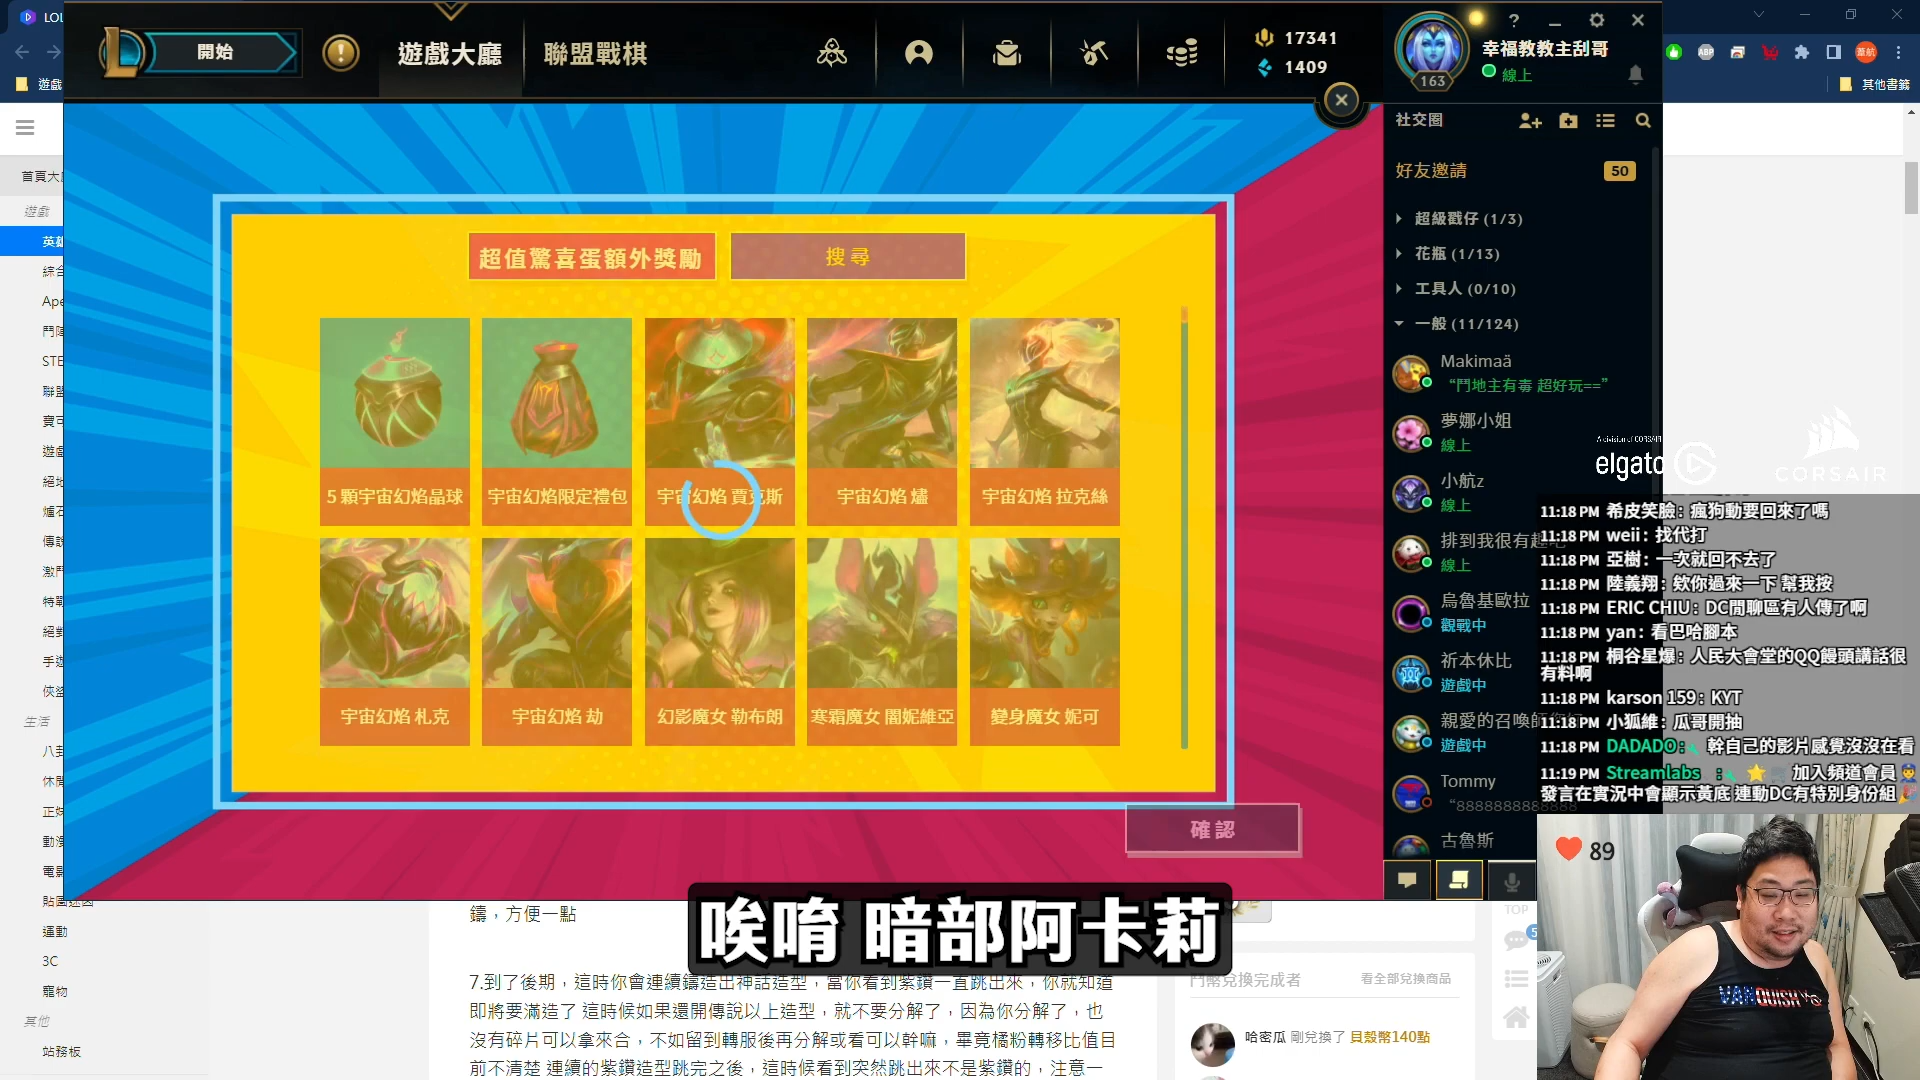 LOL
開始
遊戲大廳
聯盟戰棋
17341
1409
幸福教教主刮哥
163
線上
?
ABP
其他書籤
遊戲
社交圈
好友邀請
50
超級戳仔 (1/3)
花瓶 (1/13)
工具人 (0/10)
一般 (11/124)
Makimaä
“鬥地主有毒 超好玩==”
夢娜小姐
線上
小航z
線上
排到我很有趣
線上
烏魯基歐拉
觀戰中
祈本休比
遊戲中
親愛的召喚師
遊戲中
Tommy
“8888888888888
古魯斯
首頁大
遊戲
英雄
綜合
Ape
STE
手遊
生活
運動
3C
寵物
其他
站務板
超值驚喜蛋額外獎勵
搜尋
5 顆宇宙幻焰晶球
宇宙幻焰限定禮包
宇宙幻焰 賈克斯
宇宙幻焰 燼
宇宙幻焰 拉克絲
宇宙幻焰 札克
宇宙幻焰 劫
幻影魔女 勒布朗
寒霜魔女 闇妮維亞
變身魔女 妮可
確認
A division of CORSAIR
elgato
CORSAIR
11:18 PM 希皮笑臉: 瘋狗動要回來了嗎
11:18 PM weii: 找代打
11:18 PM 亞樹: 一次就回不去了
11:18 PM 陸義翔: 欸你過來一下 幫我按
11:18 PM ERIC CHIU: DC閒聊區有人傳了啊
11:18 PM yan: 看巴哈腳本
11:18 PM 桐谷星爆: 人民大會堂的QQ饅頭講話很
有料啊
11:18 PM karson 159: KYT
11:18 PM 小狐維: 瓜哥開抽
11:18 PM DADADO: 幹自己的影片感覺沒沒在看
11:19 PM Streamlabs : 加入頻道會員
發言在實況中會顯示黃底 連動DC有特別身份組
89
VANQUISH
唉唷 暗部阿卡莉
鑄，方便一點
7.到了後期，這時你會連續鑄造出神話造型，當你看到紫鑽一直跳出來，你就知道
即將要滿造了 這時候如果還開傳說以上造型，就不要分解了，因為你分解了，也
沒有碎片可以拿來合，不如留到轉服後再分解或看可以幹嘛，畢竟橘粉轉移比值目
前不清楚 連續的紫鑽造型跳完之後，這時候看到突然跳出來不是紫鑽的，注意一
鬥幣兌換完成者
看全部兌換商品
哈密瓜 剛兌換了 貝殼幣140點
TOP
5